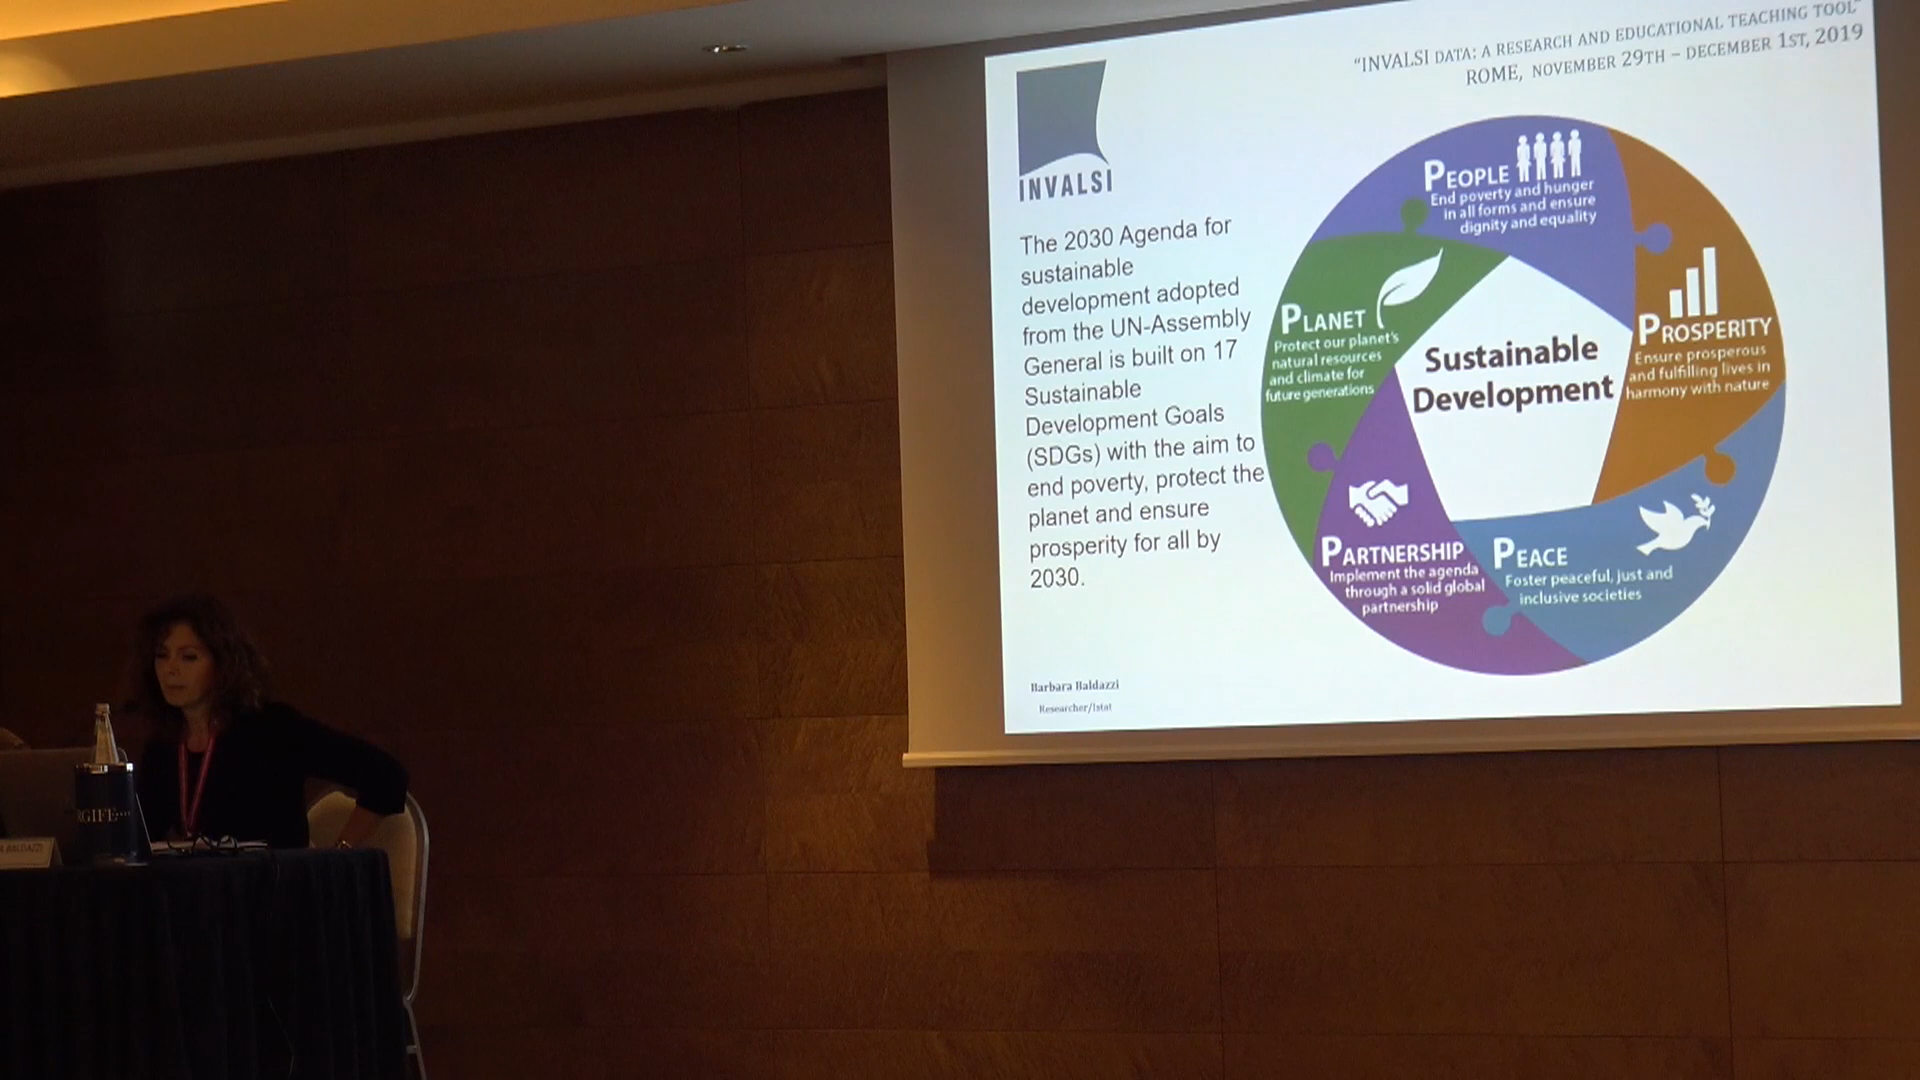 “INVALSI DATA: A RESEARCH AND EDUCATIONAL TEACHING TOOL”
ROME, NOVEMBER 29TH – DECEMBER 1ST, 2019
INVALSI
The 2030 Agenda for
sustainable
development adopted
from the UN-Assembly
General is built on 17
Sustainable
Development Goals
(SDGs) with the aim to
end poverty, protect the
planet and ensure
prosperity for all by
2030.
PEOPLE
End poverty and hunger
in all forms and ensure
dignity and equality
PLANET
Protect our planet's
natural resources
and climate for
future generations
PROSPERITY
Ensure prosperous
and fulfilling lives in
harmony with nature
Sustainable
Development
PARTNERSHIP
Implement the agenda
through a solid global
partnership
PEACE
Foster peaceful, just and
inclusive societies
Barbara Baldazzi
Researcher/Istat
RGIFE
BALDAZZI